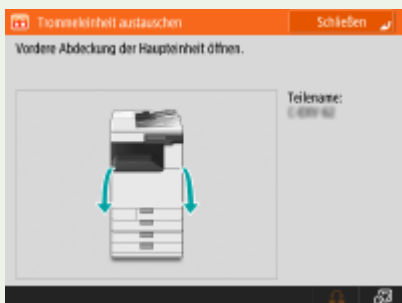 Trommeleinheit austauschen
Schließen
Vordere Abdeckung der Haupteinheit öffnen.
Teilename: